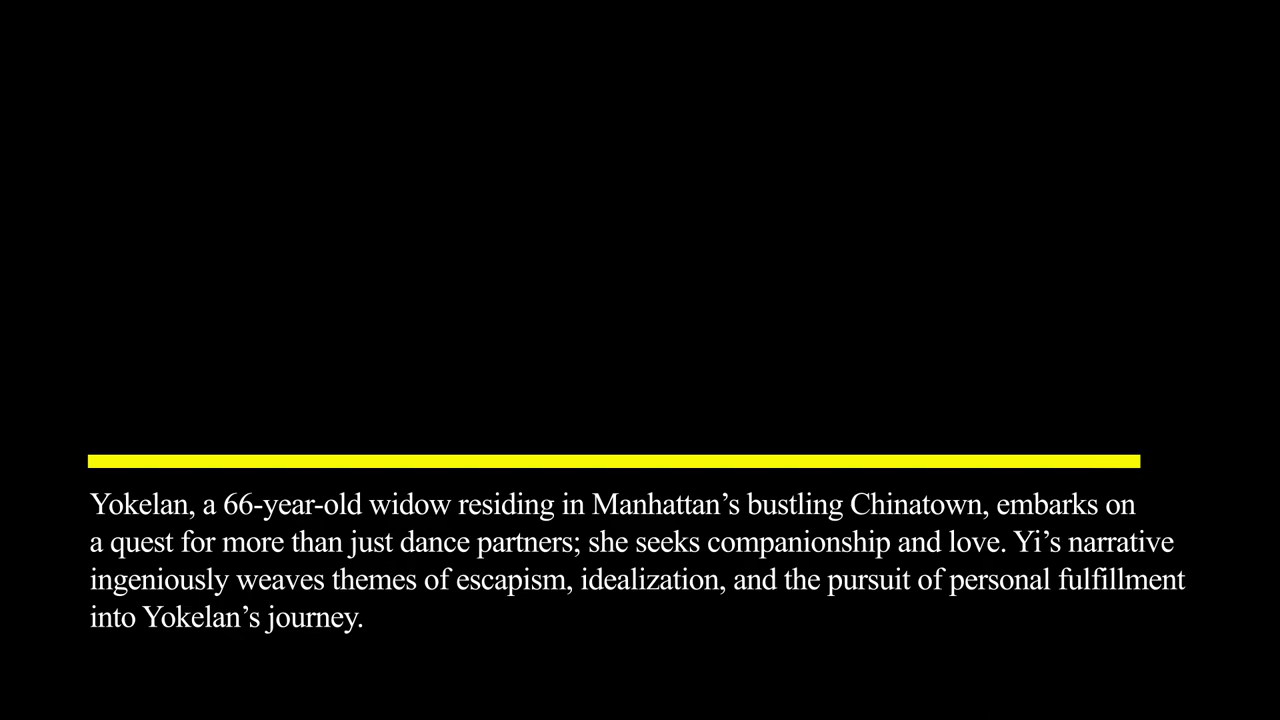 Yokelan, a 66-year-old widow residing in Manhattan’s bustling Chinatown, embarks on
a quest for more than just dance partners; she seeks companionship and love. Yi’s narrative
ingeniously weaves themes of escapism, idealization, and the pursuit of personal fulfillment
into Yokelan’s journey.